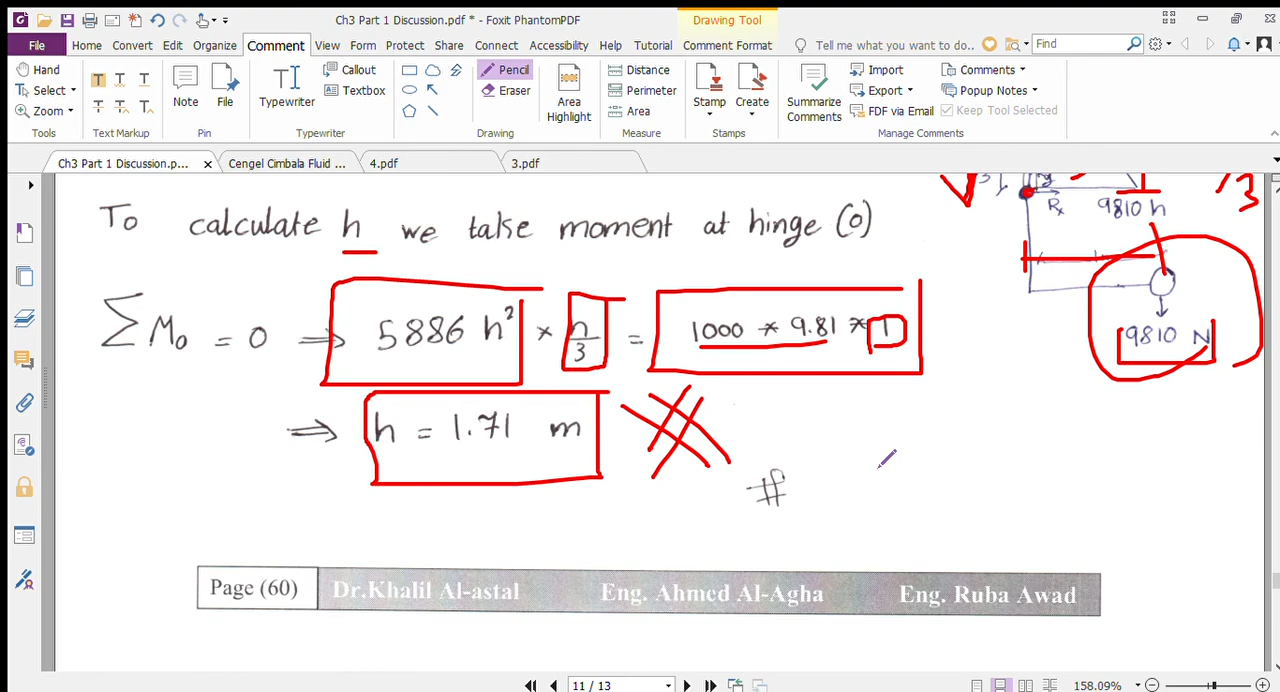 Ch3 Part 1 Discussion.pdf * - Foxit PhantomPDF
Drawing Tool
File Home Convert Edit Organize Comment View Form Protect Share Connect Accessibility Help Tutorial Comment Format Tell me what you want to do.. Find
Hand
Select
Zoom
Note
File
Typewriter
Callout
Textbox
Pencil
Eraser
Area Highlight
Distance
Perimeter
Area
Stamp
Create
Summarize Comments
Import
Export
FDF via Email
Comments
Popup Notes
Keep Tool Selected
Tools
Text Markup
Pin
Typewriter
Drawing
Measure
Stamps
Manage Comments
Ch3 Part 1 Discussion.p... × Cengel Cimbala Fluid ... 4.pdf 3.pdf
/3
Rx 9810 h
To calculate h we take moment at hinge (0)
∑ M₀ = 0 ⇒ 5886 h² * h/3 = 1000 * 9.81 * 1
9810 N
⇒ h = 1.71 m
#
#
Page (60) Dr.Khalil Al-astal Eng. Ahmed Al-Agha Eng. Ruba Awad
11 / 13
158.09%